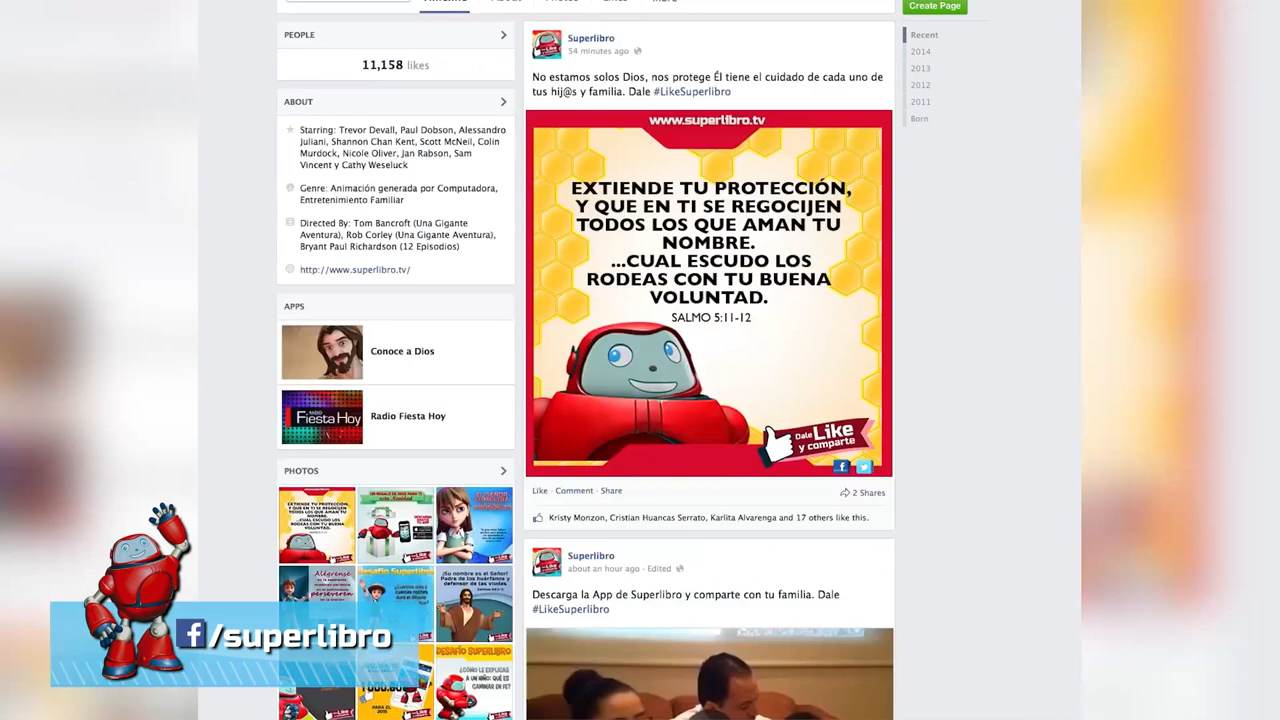 Create Page
PEOPLE
11,158 likes
ABOUT
Starring: Trevor Devall, Paul Dobson, Alessandro
Juliani, Shannon Chan Kent, Scott McNeil, Colin
Murdock, Nicole Oliver, Jan Rabson, Sam
Vincent y Cathy Weseluck
Genre: Animación generada por Computadora,
Entretenimiento Familiar
Directed By: Tom Bancroft (Una Gigante
Aventura), Rob Corley (Una Gigante Aventura),
Bryant Paul Richardson (12 Episodios)
http://www.superlibro.tv/
APPS
Conoce a Dios
RADIO
Fiesta Hoy
Radio Fiesta Hoy
PHOTOS
Superlibro
54 minutes ago
No estamos solos Dios, nos protege Él tiene el cuidado de cada uno de
tus hij@s y familia. Dale #LikeSuperlibro
www.superlibro.tv
EXTIENDE TU PROTECCIÓN,
Y QUE EN TI SE REGOCIJEN
TODOS LOS QUE AMAN TU
NOMBRE.
...CUAL ESCUDO LOS
RODEAS CON TU BUENA
VOLUNTAD.
SALMO 5:11-12
Dale Like
y comparte
Like · Comment · Share
2 Shares
Kristy Monzon, Cristian Huancas Serrato, Karlita Alvarenga and 17 others like this.
Superlibro
about an hour ago · Edited
Descarga la App de Superlibro y comparte con tu familia. Dale
#LikeSuperlibro
Recent
2014
2013
2012
2011
Born
f/superlibro